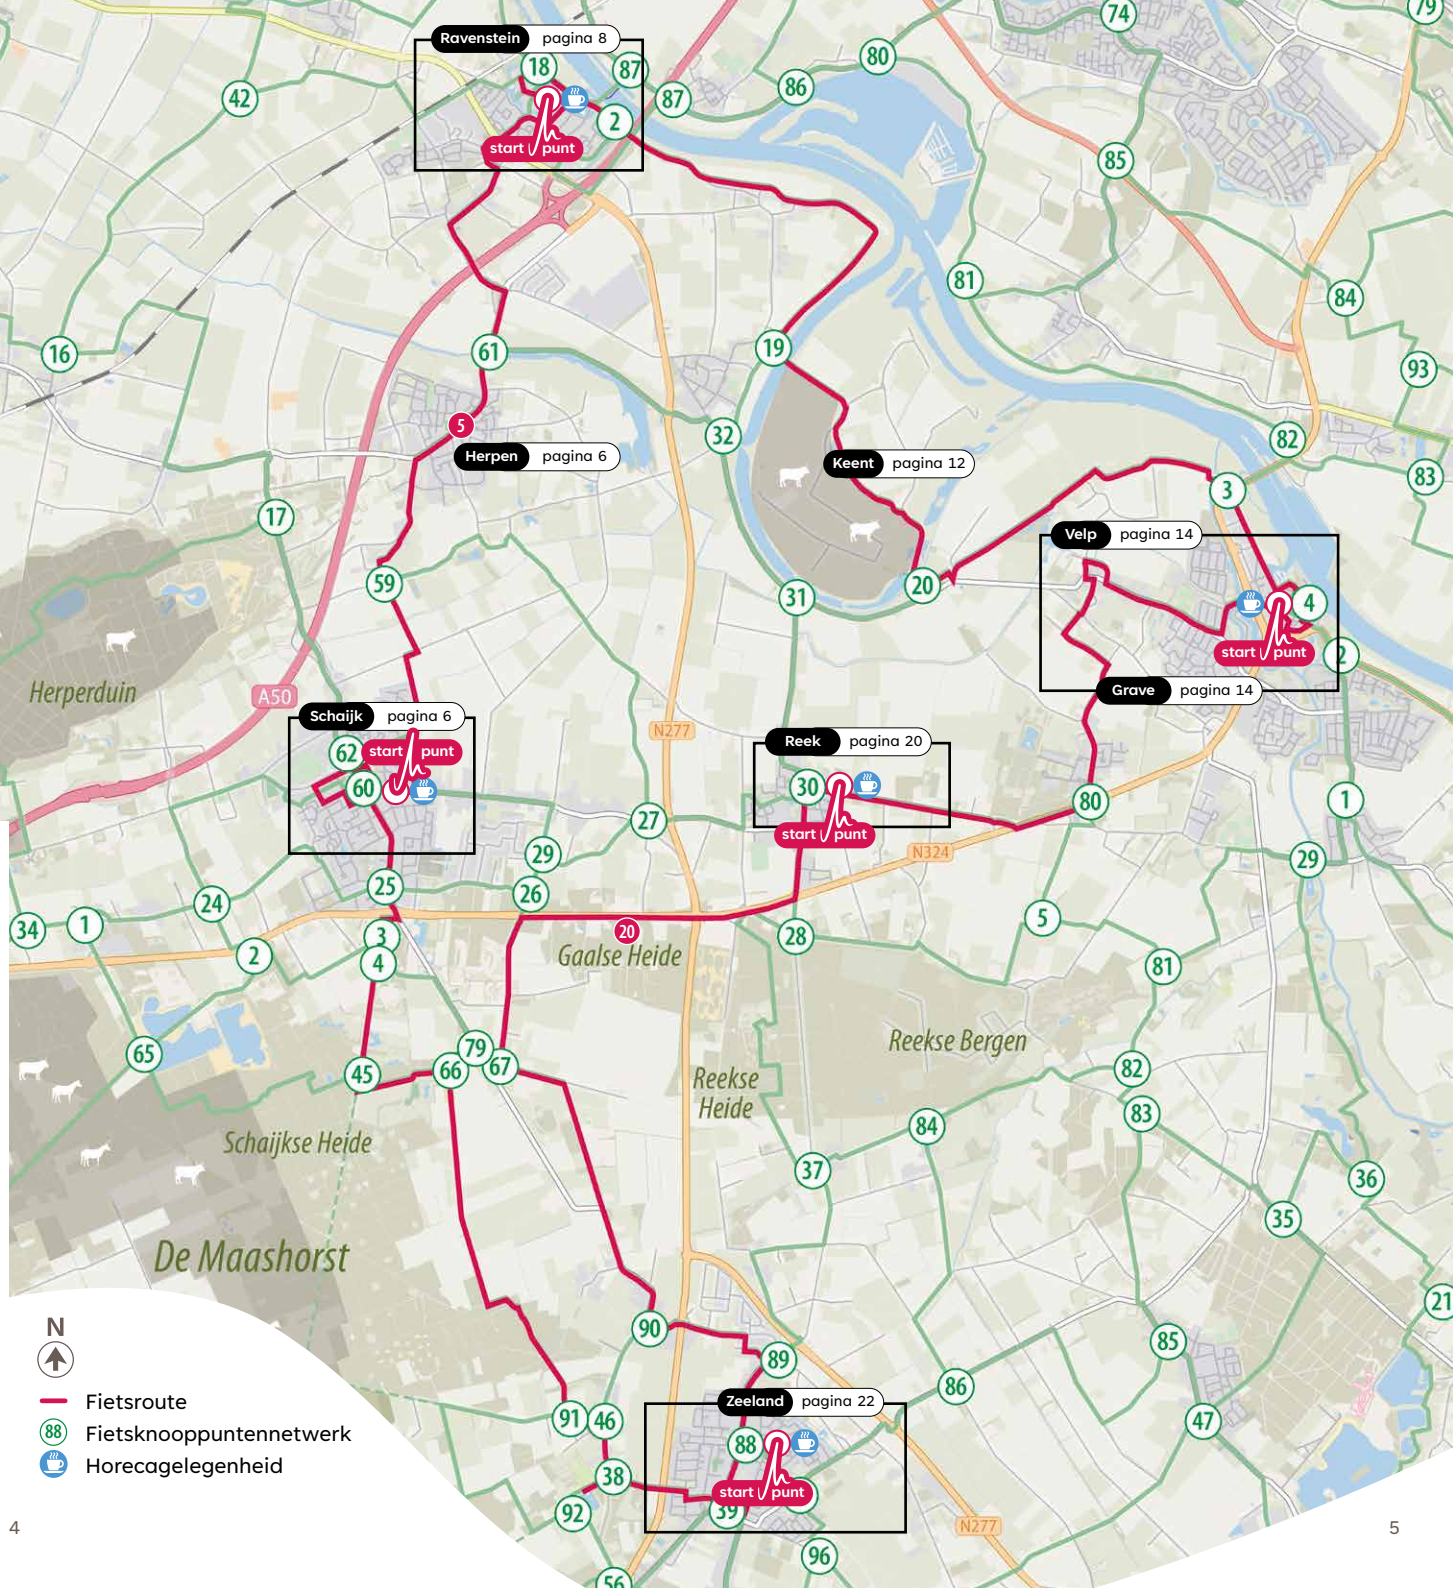 74
79
Ravenstein pagina 8
80
18
87
86
42
87
2
start punt
85
81
84
16
61
19
93
5
32
82
Herpen pagina 6
Keent pagina 12
83
3
17
Velp pagina 14
59
31
20
4
start punt
2
Herperduin
A50
Grave pagina 14
Schaijk pagina 6
N277
Reek pagina 20
62
start punt
60
30
80
1
27
start punt
29
N324
29
25
26
24
34
1
5
3
20
28
2
Gaalse Heide
4
81
Reekse Bergen
65
79
45
66
67
82
Reekse
Heide
83
84
Schaijkse Heide
37
36
35
De Maashorst
21
N
90
85
89
86
Fietsroute
Zeeland pagina 22
91
46
47
88
Fietsknooppuntennetwerk
88
Horecagelegenheid
38
start punt
92
39
4
N277
5
96
56